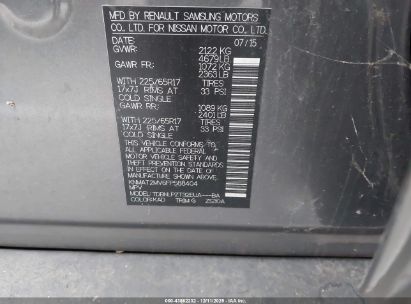 MFD BY RENAULT SAMSUNG MOTORS
CO. LTD. FOR NISSAN MOTOR CO. LTD.
DATE: 07/15
GVWR: 2122 KG
4679 LB
GAWR FR: 1072 KG
2363 LB
WITH 225/65R17 TIRES
17x7J RIMS AT 33 PSI
COLD SINGLE
GAWR RR: 1089 KG
2401 LB
WITH 225/65R17 TIRES
17x7J RIMS AT 33 PSI
COLD SINGLE
THIS VEHICLE CONFORMS TO ALL
APPLICABLE U.S. FEDERAL
MOTOR VEHICLE SAFETY AND
THEFT PREVENTION STANDARDS
IN EFFECT ON THE DATE OF
MANUFACTURE SHOWN ABOVE.
KNMAT2MV6FP588404
MPV
COLOR:KAD TRIM:G